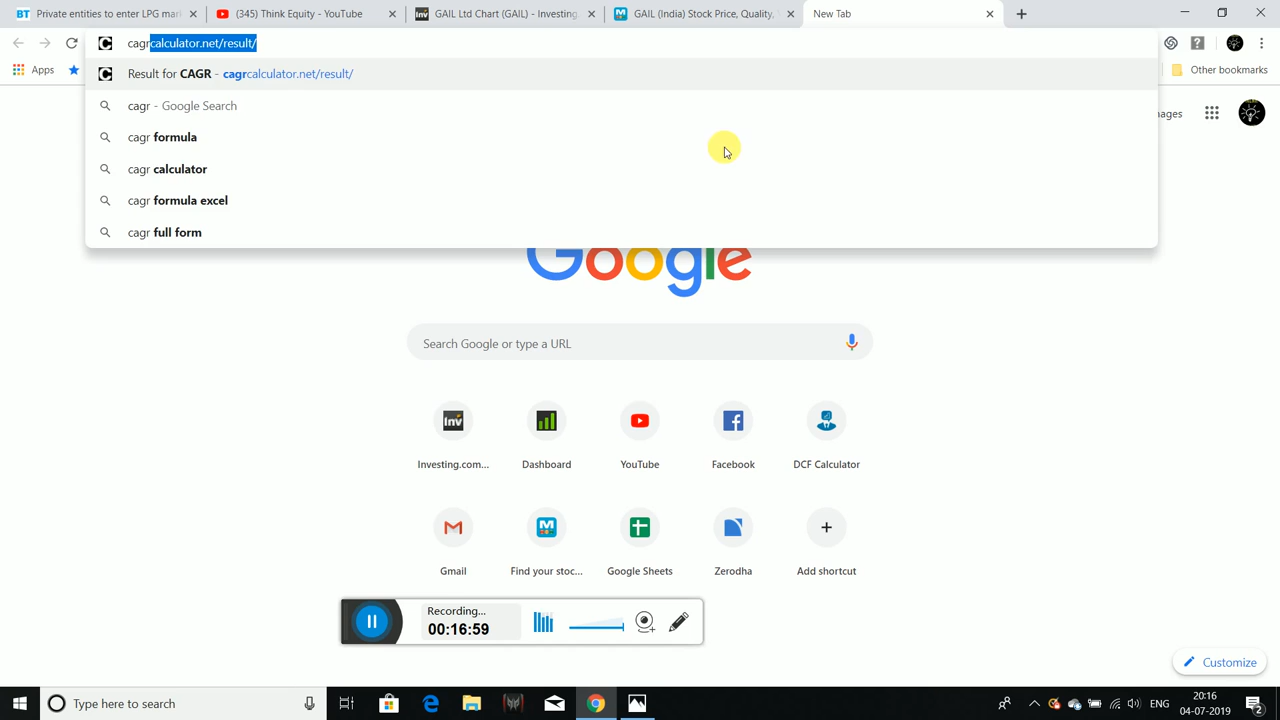 Private entities to enter LPG mark
(345) Think Equity - YouTube
GAIL Ltd Chart (GAIL) - Investing.
GAIL (India) Stock Price, Quality,
New Tab
cagrcalculator.net/result/
Apps
Other bookmarks
Result for CAGR - cagrcalculator.net/result/
cagr - Google Search
cagr formula
cagr calculator
cagr formula excel
cagr full form
ages
Google
Search Google or type a URL
Investing.com...
Dashboard
YouTube
Facebook
DCF Calculator
Gmail
Find your stoc...
Google Sheets
Zerodha
Add shortcut
Recording...
00:16:59
Customize
Type here to search
ENG
20:16
04-07-2019
2